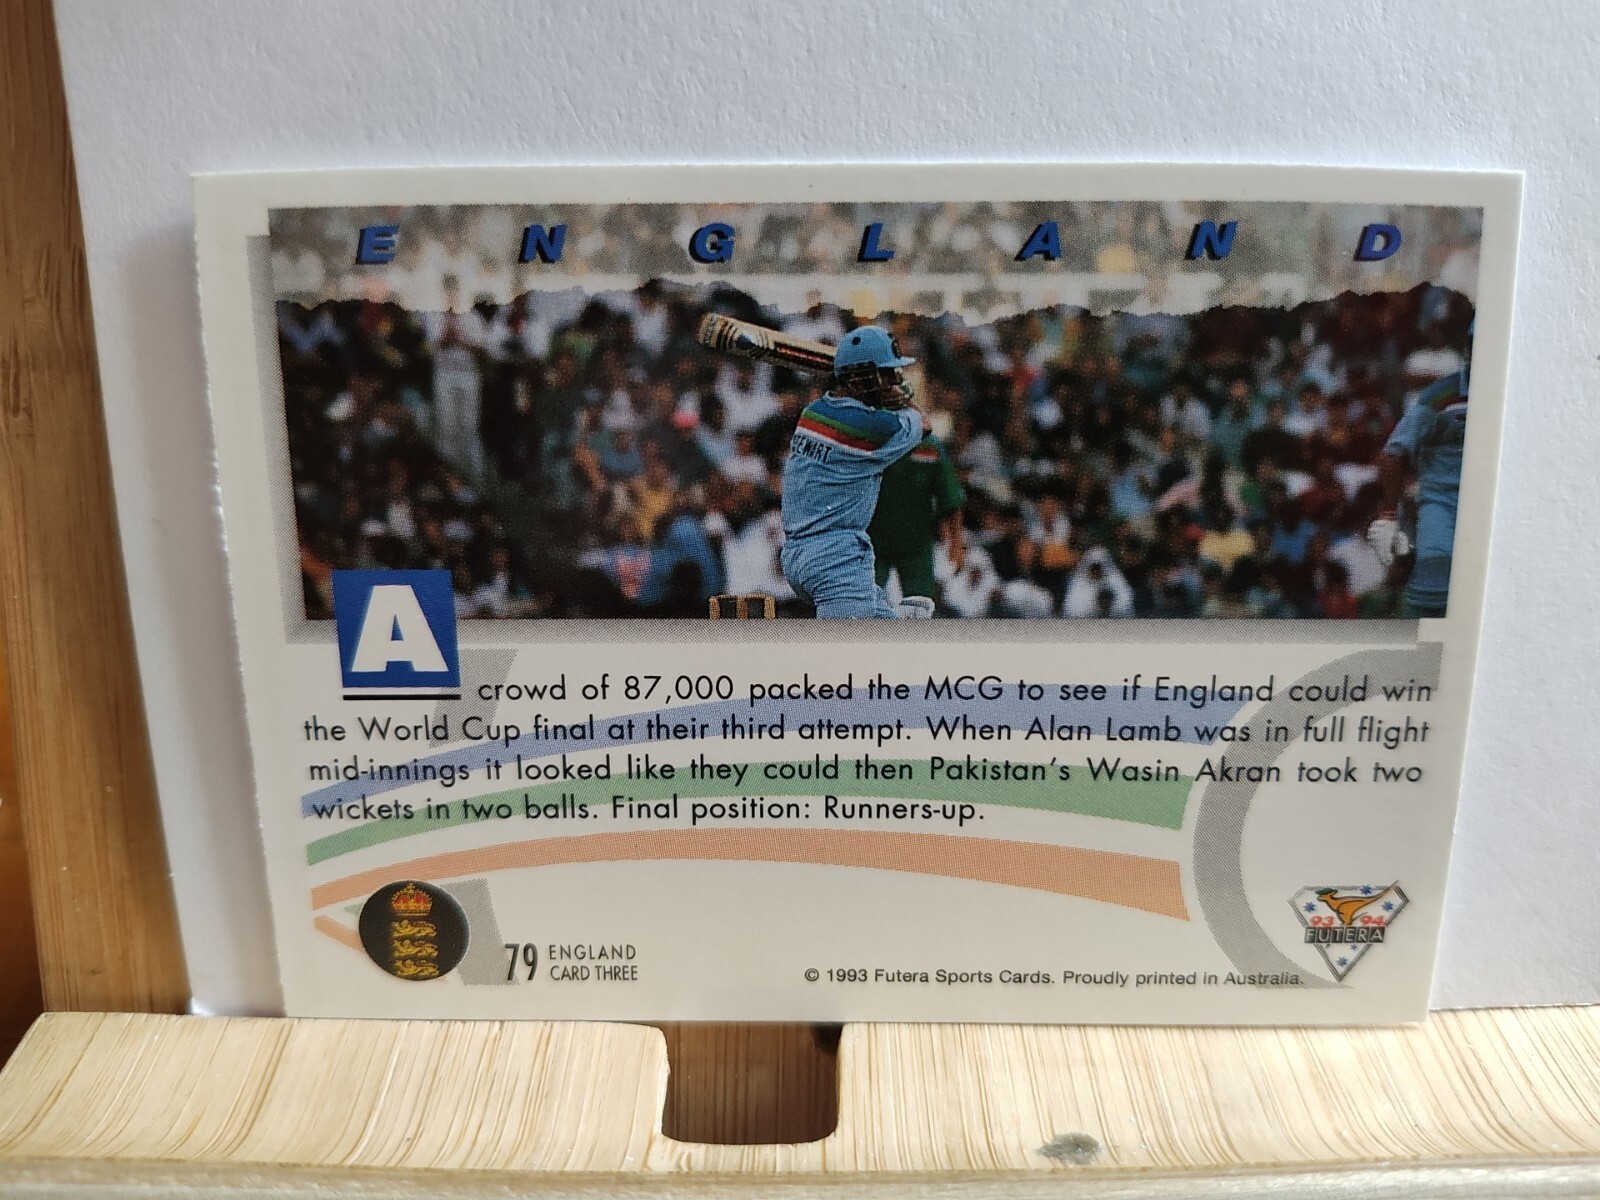 ENGLAND
STEWART
A crowd of 87,000 packed the MCG to see if England could win
the World Cup final at their third attempt. When Alan Lamb was in full flight
mid-innings it looked like they could then Pakistan's Wasin Akran took two
wickets in two balls. Final position: Runners-up.
79 ENGLAND
CARD THREE
© 1993 Futera Sports Cards. Proudly printed in Australia.
93 94
FUTERA